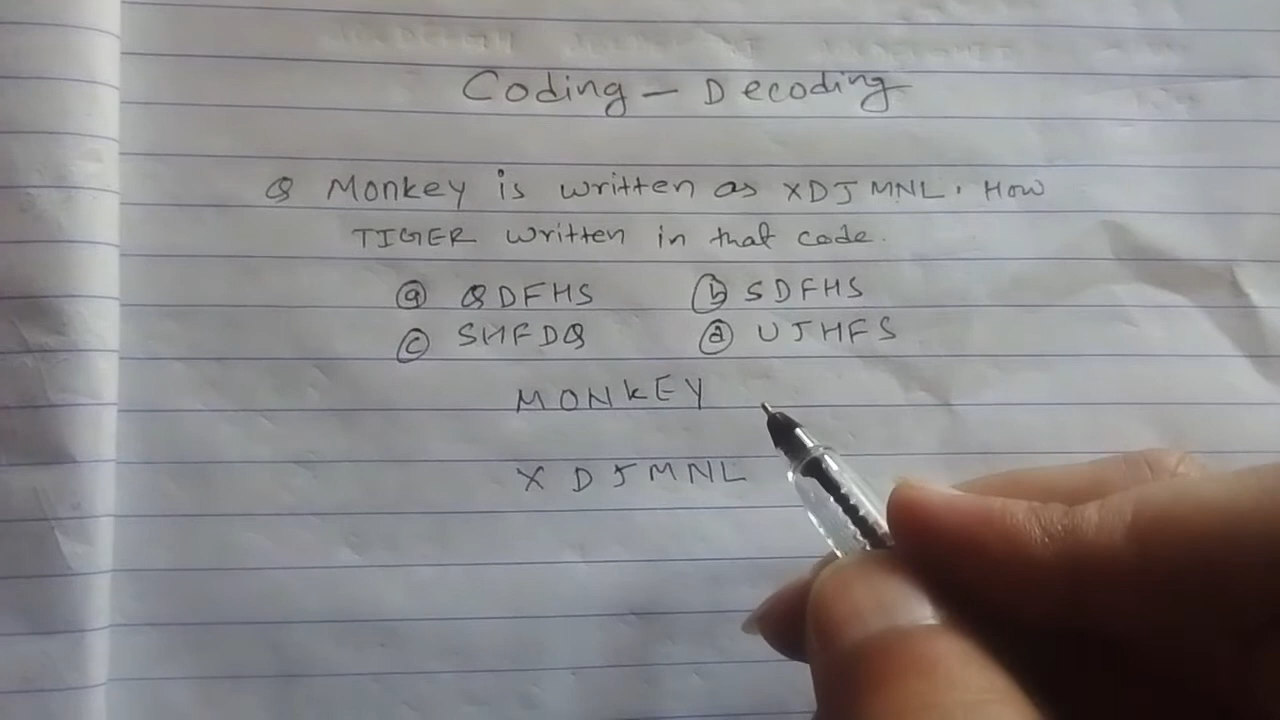 Coding - Decoding
Q Monkey is written as XDJMNL. How
TIGER written in that code.
(a) QDFHS (b) SDFHS
(c) SHFDQ (d) UJHFS
MONKEY
XDJMNL